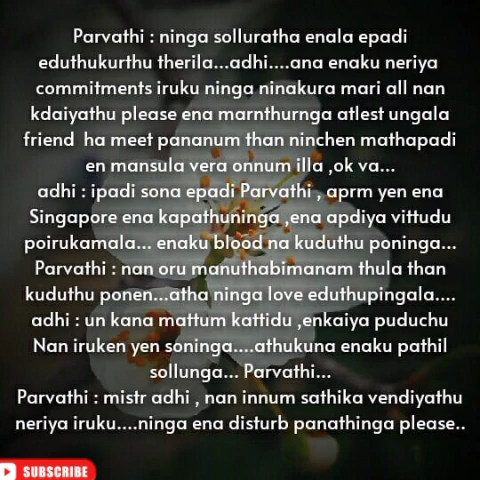 Parvathi : ninga solluratha enala epadi
eduthukurthu therila...adhi....ana enaku neriya
commitments iruku ninga ninakura mari all nan
kdaiyathu please ena marnthurnga atlest ungala
friend ha meet pananum than ninchen mathapadi
en mansula vera onnum illa ,ok va...
adhi : ipadi sona epadi Parvathi , aprm yen ena
Singapore ena kapathuninga ,ena apdiya vittudu
poirukamala... enaku blood na kuduthu poninga...
Parvathi : nan oru manuthabimanam thula than
kuduthu ponen...atha ninga love eduthupingala....
adhi : un kana mattum kattidu ,enkaiya puduchu
Nan iruken yen soninga....athukuna enaku pathil
sollunga... Parvathi...
Parvathi : mistr adhi , nan innum sathika vendiyathu
neriya iruku....ninga ena disturb panathinga please..
SUBSCRIBE